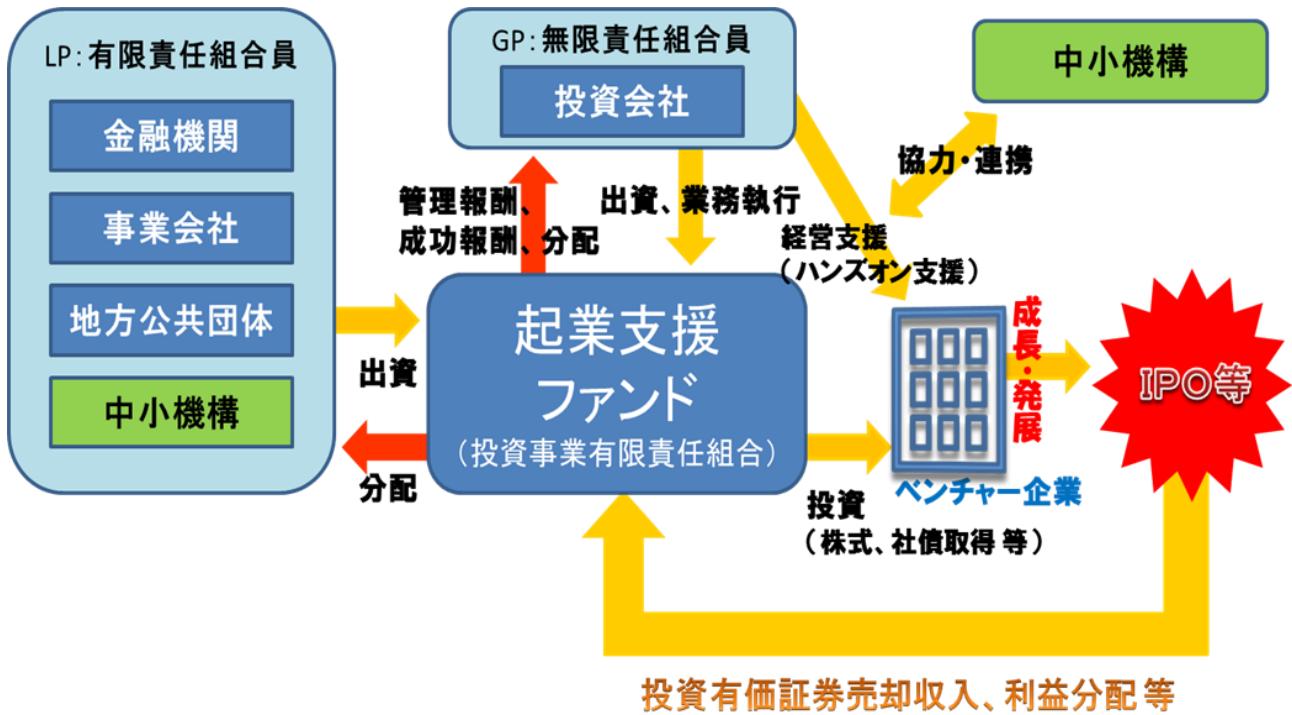 LP:有限責任組合員
金融機関
事業会社
地方公共団体
中小機構
GP:無限責任組合員
投資会社
中小機構
協力・連携
管理報酬、
成功報酬、分配
出資、業務執行
経営支援
(ハンズオン支援)
出資
分配
起業支援
ファンド
(投資事業有限責任組合)
成長・発展
IPO等
ベンチャー企業
投資
(株式、社債取得 等)
投資有価証券売却収入、利益分配 等